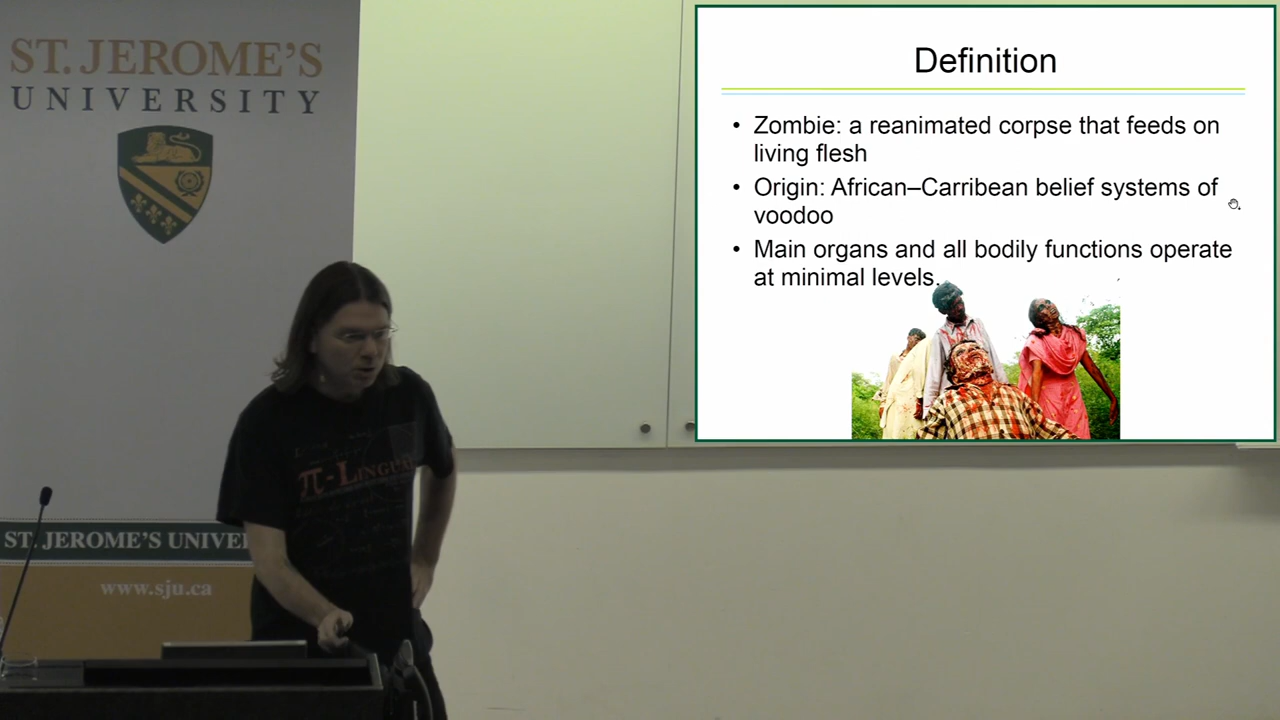 ST. JEROME'S
UNIVERSITY
ST. JEROME'S UNIVE
www.sju.ca
π-LINGU
Definition
• Zombie: a reanimated corpse that feeds on
living flesh
• Origin: African–Carribean belief systems of
voodoo
• Main organs and all bodily functions operate
at minimal levels.